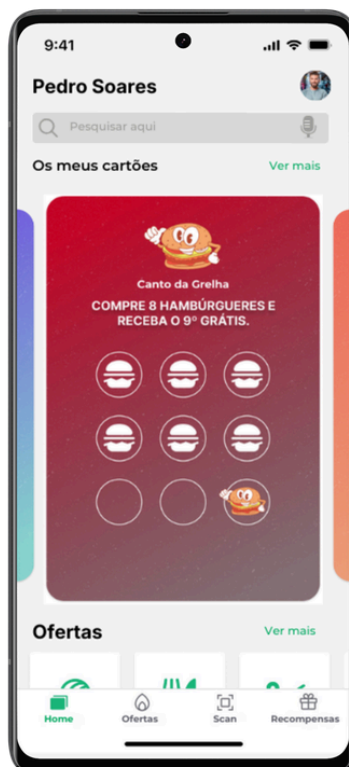 9:41
Pedro Soares
Pesquisar aqui
Os meus cartões
Ver mais
Canto da Grelha
COMPRE 8 HAMBÚRGUERES E
RECEBA O 9º GRÁTIS.
Ofertas
Ver mais
Home
Ofertas
Scan
Recompensas